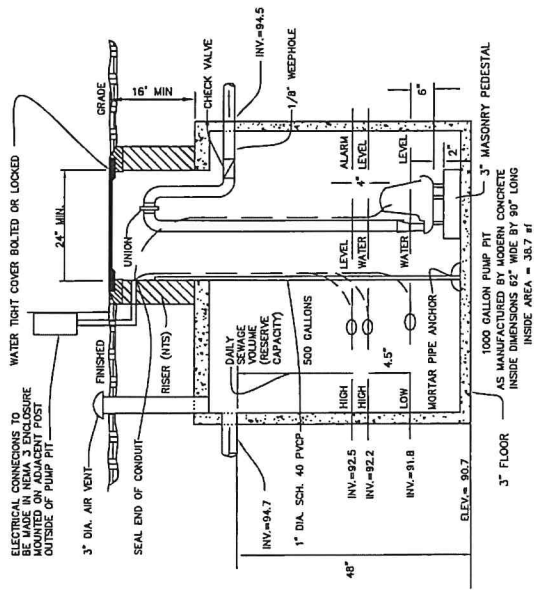 ELECTRICAL CONNECIONS TO
BE MADE IN NEMA 3 ENCLOSURE
MOUNTED ON ADJACENT POST
OUTSIDE OF PUMP PIT
WATER TIGHT COVER BOLTED OR LOCKED
3" DIA. AIR VENT
FINISHED
GRADE
24" MIN.
16" MIN
RISER (NTS)
SEAL END OF CONDUIT
UNION
CHECK VALVE
INV.=94.5
1/8" WEEPHOLE
INV.=94.7
DAILY
SEWAGE
VOLUME
(RESERVE
CAPACITY)
500 GALLONS
1" DIA. SCH. 40 PVCP
INV.=92.5
HIGH
LEVEL
ALARM
INV.=92.2
HIGH
WATER
LEVEL
4"
4.5"
INV.=91.8
LOW
WATER
LEVEL
6"
MORTAR PIPE ANCHOR
2"
48"
ELEV.= 90.7
3" FLOOR
3" MASONRY PEDESTAL
1000 GALLON PUMP PIT
AS MANUFACTURED BY MODERN CONCRETE
INSIDE DIMENSIONS 62" WIDE BY 90" LONG
INSIDE AREA = 38.7 sf